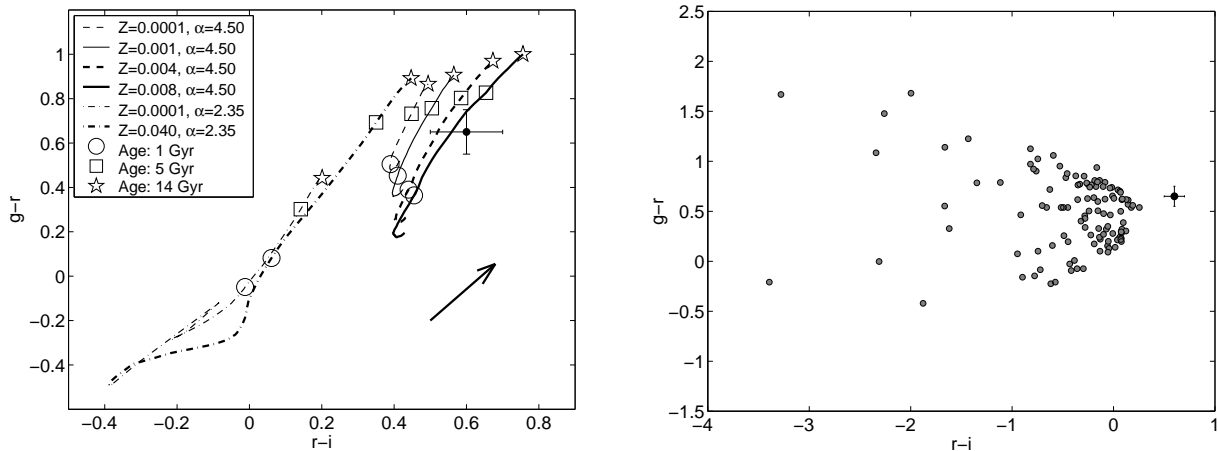 Z=0.0001, α=4.50
Z=0.001, α=4.50
Z=0.004, α=4.50
Z=0.008, α=4.50
Z=0.0001, α=2.35
Z=0.040, α=2.35
Age: 1 Gyr
Age: 5 Gyr
Age: 14 Gyr
1
0.8
0.6
0.4
0.2
0
−0.2
−0.4
g−r
−0.4 −0.2 0 0.2 0.4 0.6 0.8
r−i
2.5
2
1.5
1
0.5
0
−0.5
−1
−1.5
g−r
−4 −3 −2 −1 0 1
r−i